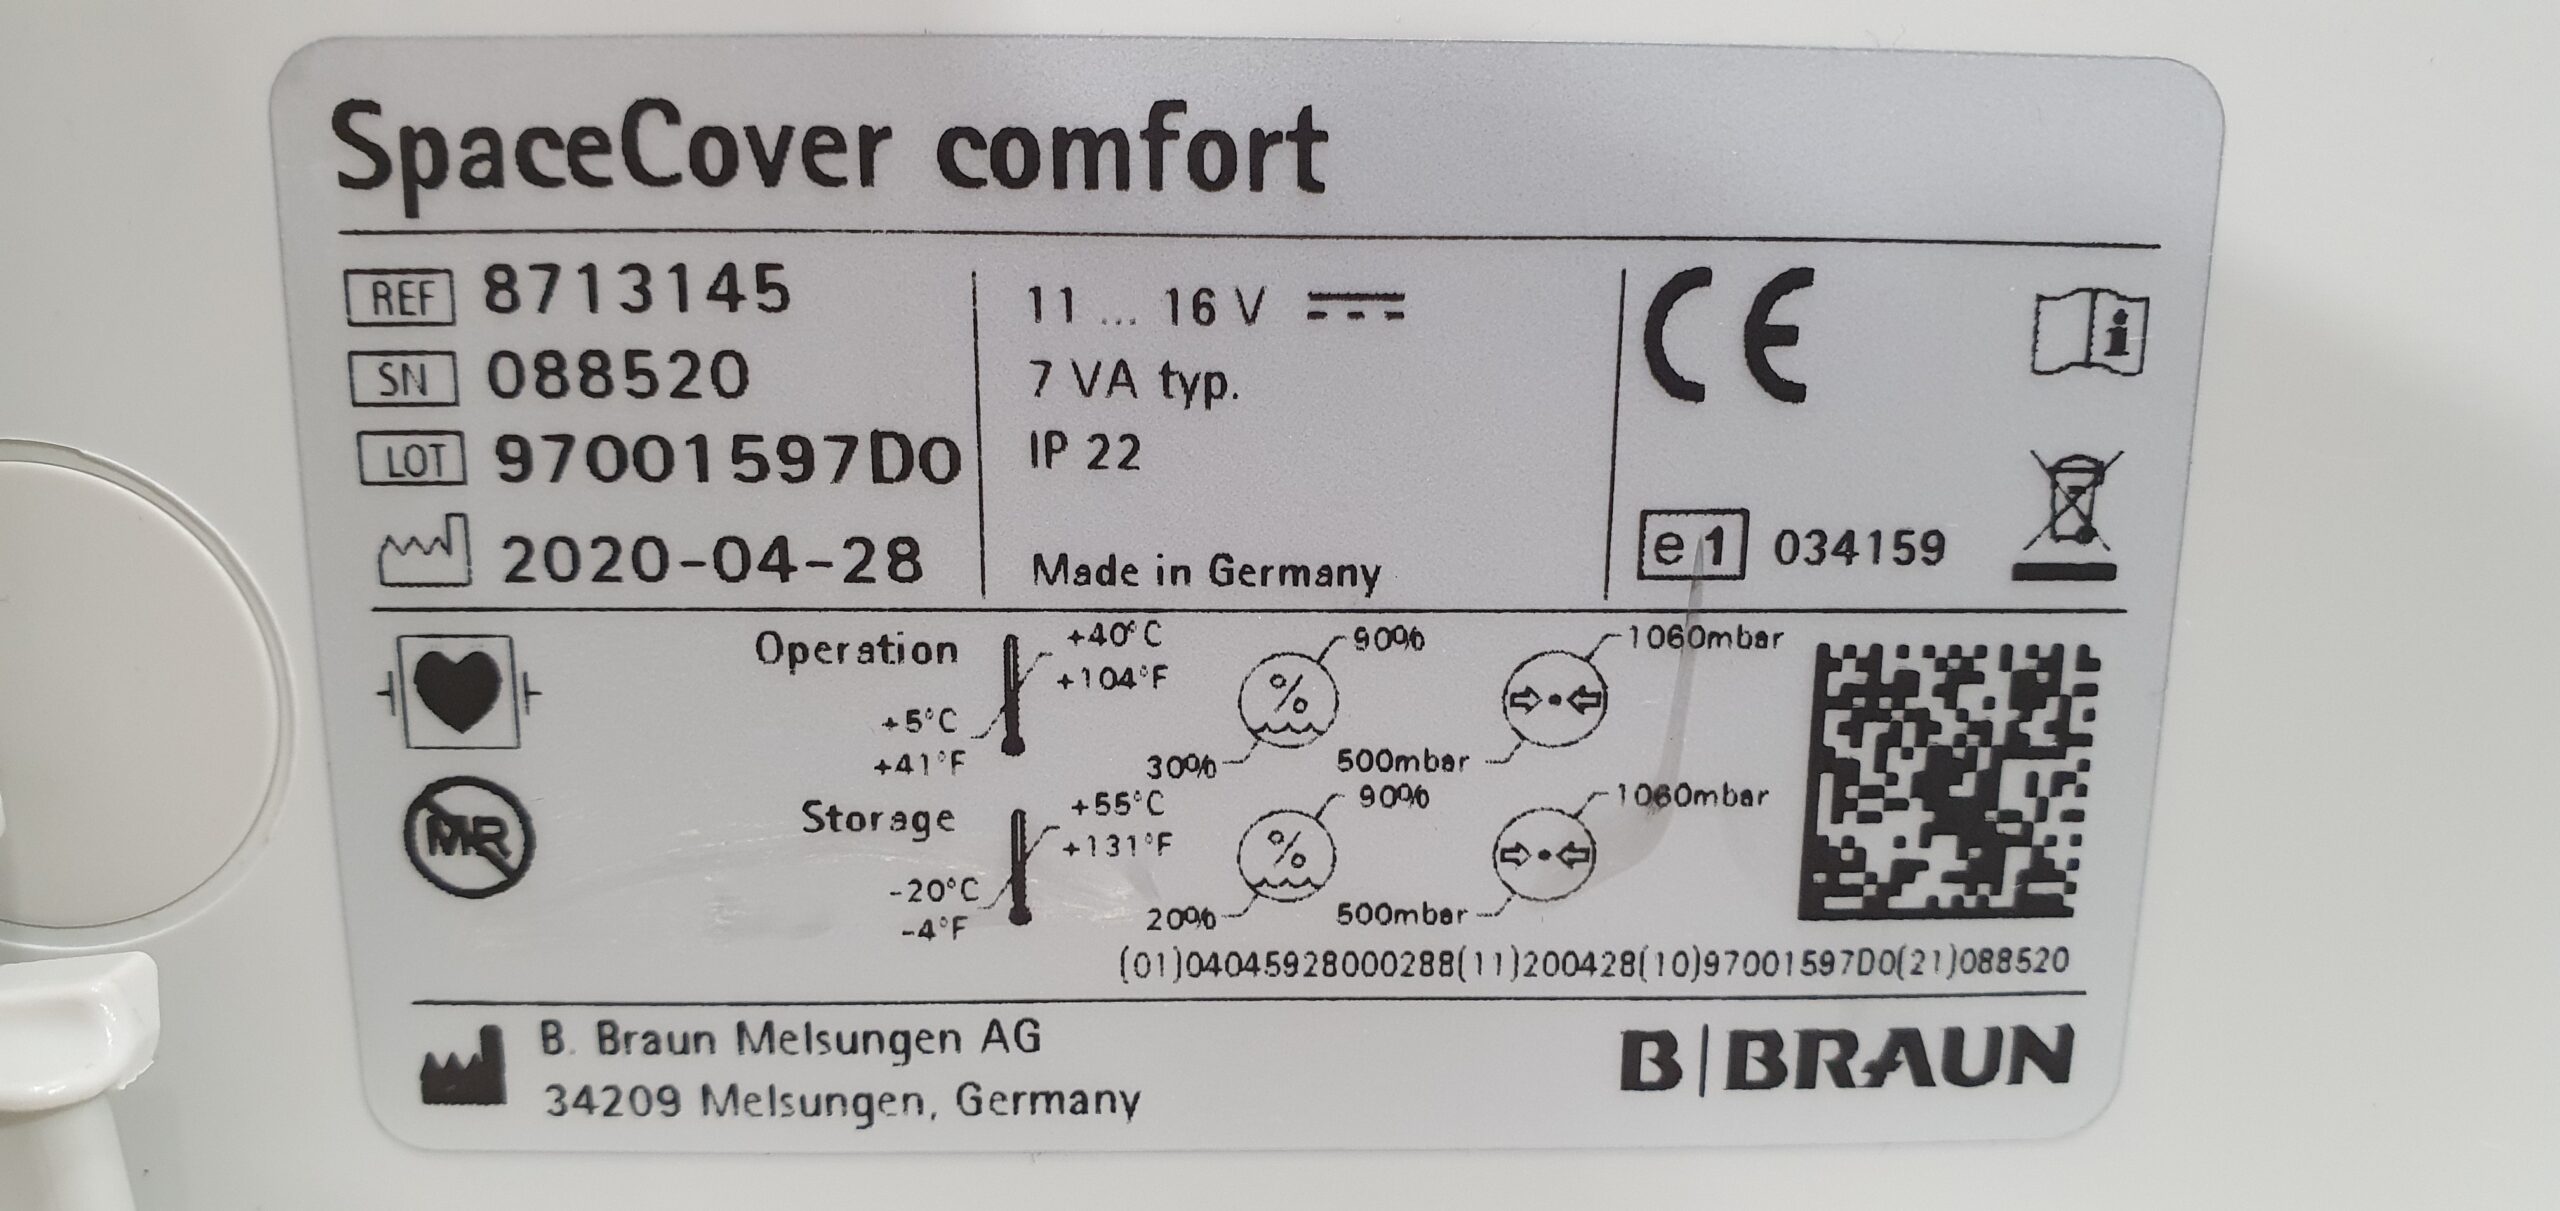 SpaceCover comfort
REF 8713145
SN 088520
LOT 97001597D0
2020-04-28
11 ... 16 V
7 VA typ.
IP 22
Made in Germany
CE
i
e1 034159
MR
Operation
+40°C
+104°F
+5°C
+41°F
%
90%
30%
1060mbar
500mbar
Storage
+55°C
+131°F
-20°C
-4°F
%
90%
20%
1060mbar
500mbar
(01)04045928000288(11)200428(10)97001597D0(21)088520
B. Braun Melsungen AG
34209 Melsungen, Germany
B|BRAUN